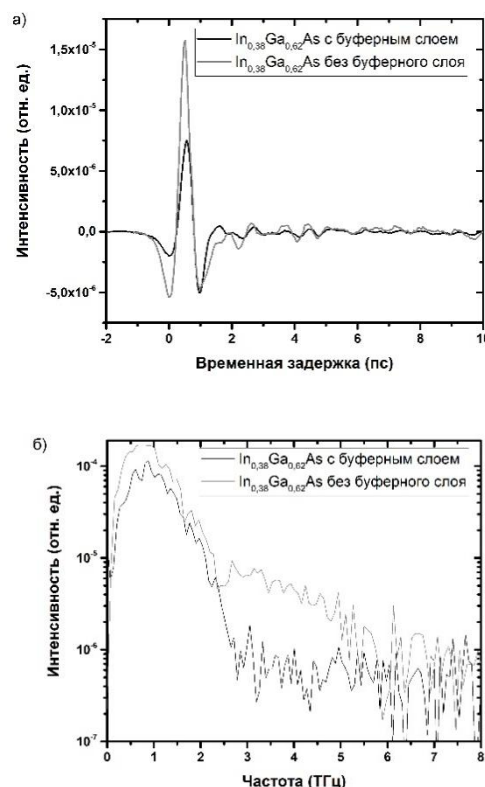 а)
In0,38Ga0,62As с буферным слоем
In0,38Ga0,62As без буферного слоя
Интенсивность (отн. ед.)
1,5x10-5
1,0x10-5
5,0x10-6
0,0
-5,0x10-6
-2 0 2 4 6 8 10
Временная задержка (пс)
б)
In0,38Ga0,62As с буферным слоем
In0,38Ga0,62As без буферного слоя
Интенсивность (отн. ед.)
10-4
10-5
10-6
10-7
0 1 2 3 4 5 6 7 8
Частота (ТГц)